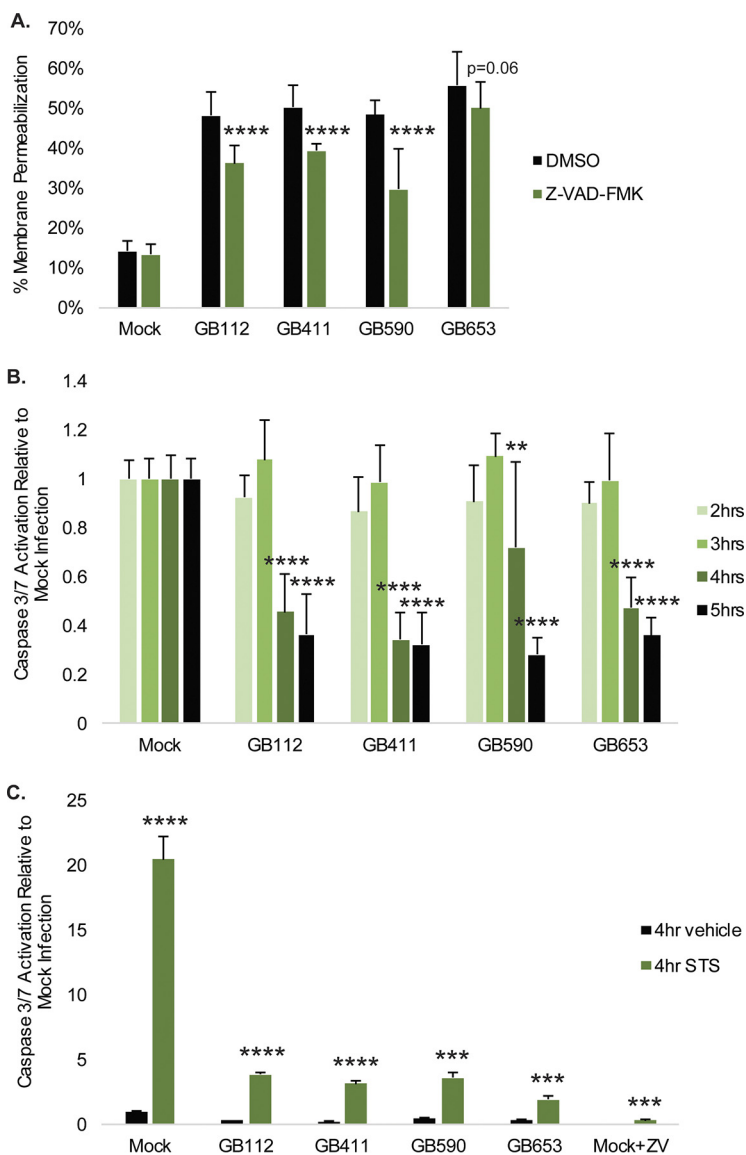 A.
% Membrane Permeabilization
70%
60%
50%
40%
30%
20%
10%
0%
****
****
****
p=0.06
DMSO
Z-VAD-FMK
Mock GB112 GB411 GB590 GB653
B.
Caspase 3/7 Activation Relative to
Mock Infection
1.4
1.2
1
0.8
0.6
0.4
0.2
0
****
****
****
****
**
****
****
****
2hrs
3hrs
4hrs
5hrs
Mock GB112 GB411 GB590 GB653
C.
Caspase 3/7 Activation Relative to
Mock Infection
25
20
15
10
5
0
****
****
****
***
***
***
4hr vehicle
4hr STS
Mock GB112 GB411 GB590 GB653 Mock+ZV